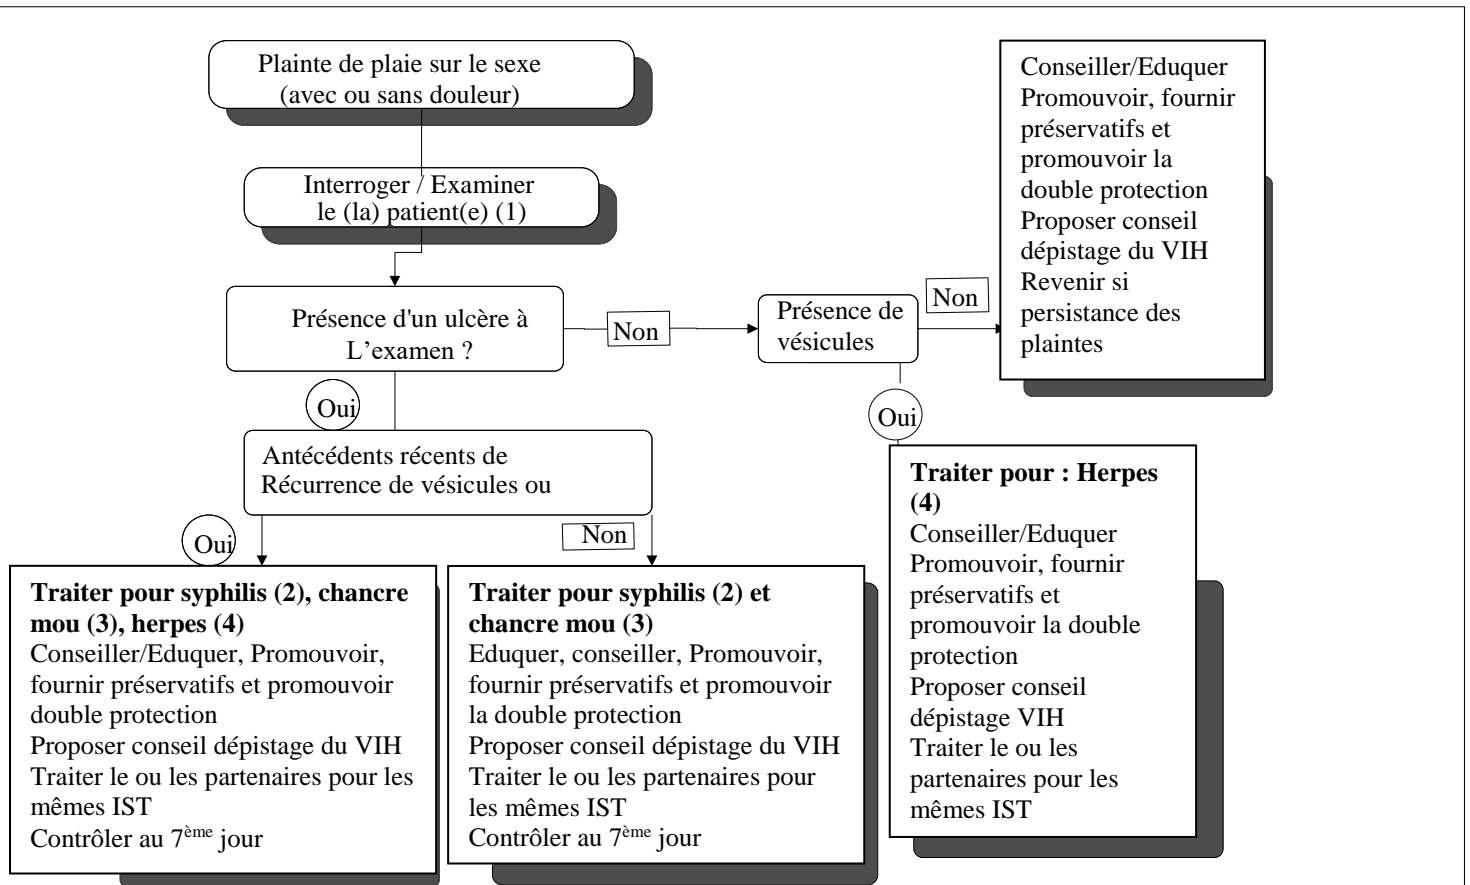 Plainte de plaie sur le sexe
(avec ou sans douleur)
Interroger / Examiner
le (la) patient(e) (1)
Présence d'un ulcère à
L'examen ?
Non
Présence de
vésicules
Non
Conseiller/Eduquer
Promouvoir, fournir
préservatifs et
promouvoir la
double protection
Proposer conseil
dépistage du VIH
Revenir si
persistance des
plaintes
Oui
Oui
Antécédents récents de
Récurrence de vésicules ou
Oui
Non
Traiter pour syphilis (2), chancre
mou (3), herpes (4)
Conseiller/Eduquer, Promouvoir,
fournir préservatifs et promouvoir
double protection
Proposer conseil dépistage du VIH
Traiter le ou les partenaires pour les
mêmes IST
Contrôler au 7ème jour
Traiter pour syphilis (2) et
chancre mou (3)
Eduquer, conseiller, Promouvoir,
fournir préservatifs et promouvoir
la double protection
Proposer conseil dépistage du VIH
Traiter le ou les partenaires pour
les mêmes IST
Contrôler au 7ème jour
Traiter pour : Herpes
(4)
Conseiller/Eduquer
Promouvoir, fournir
préservatifs et
promouvoir la double
protection
Proposer conseil
dépistage VIH
Traiter le ou les
partenaires pour les
mêmes IST